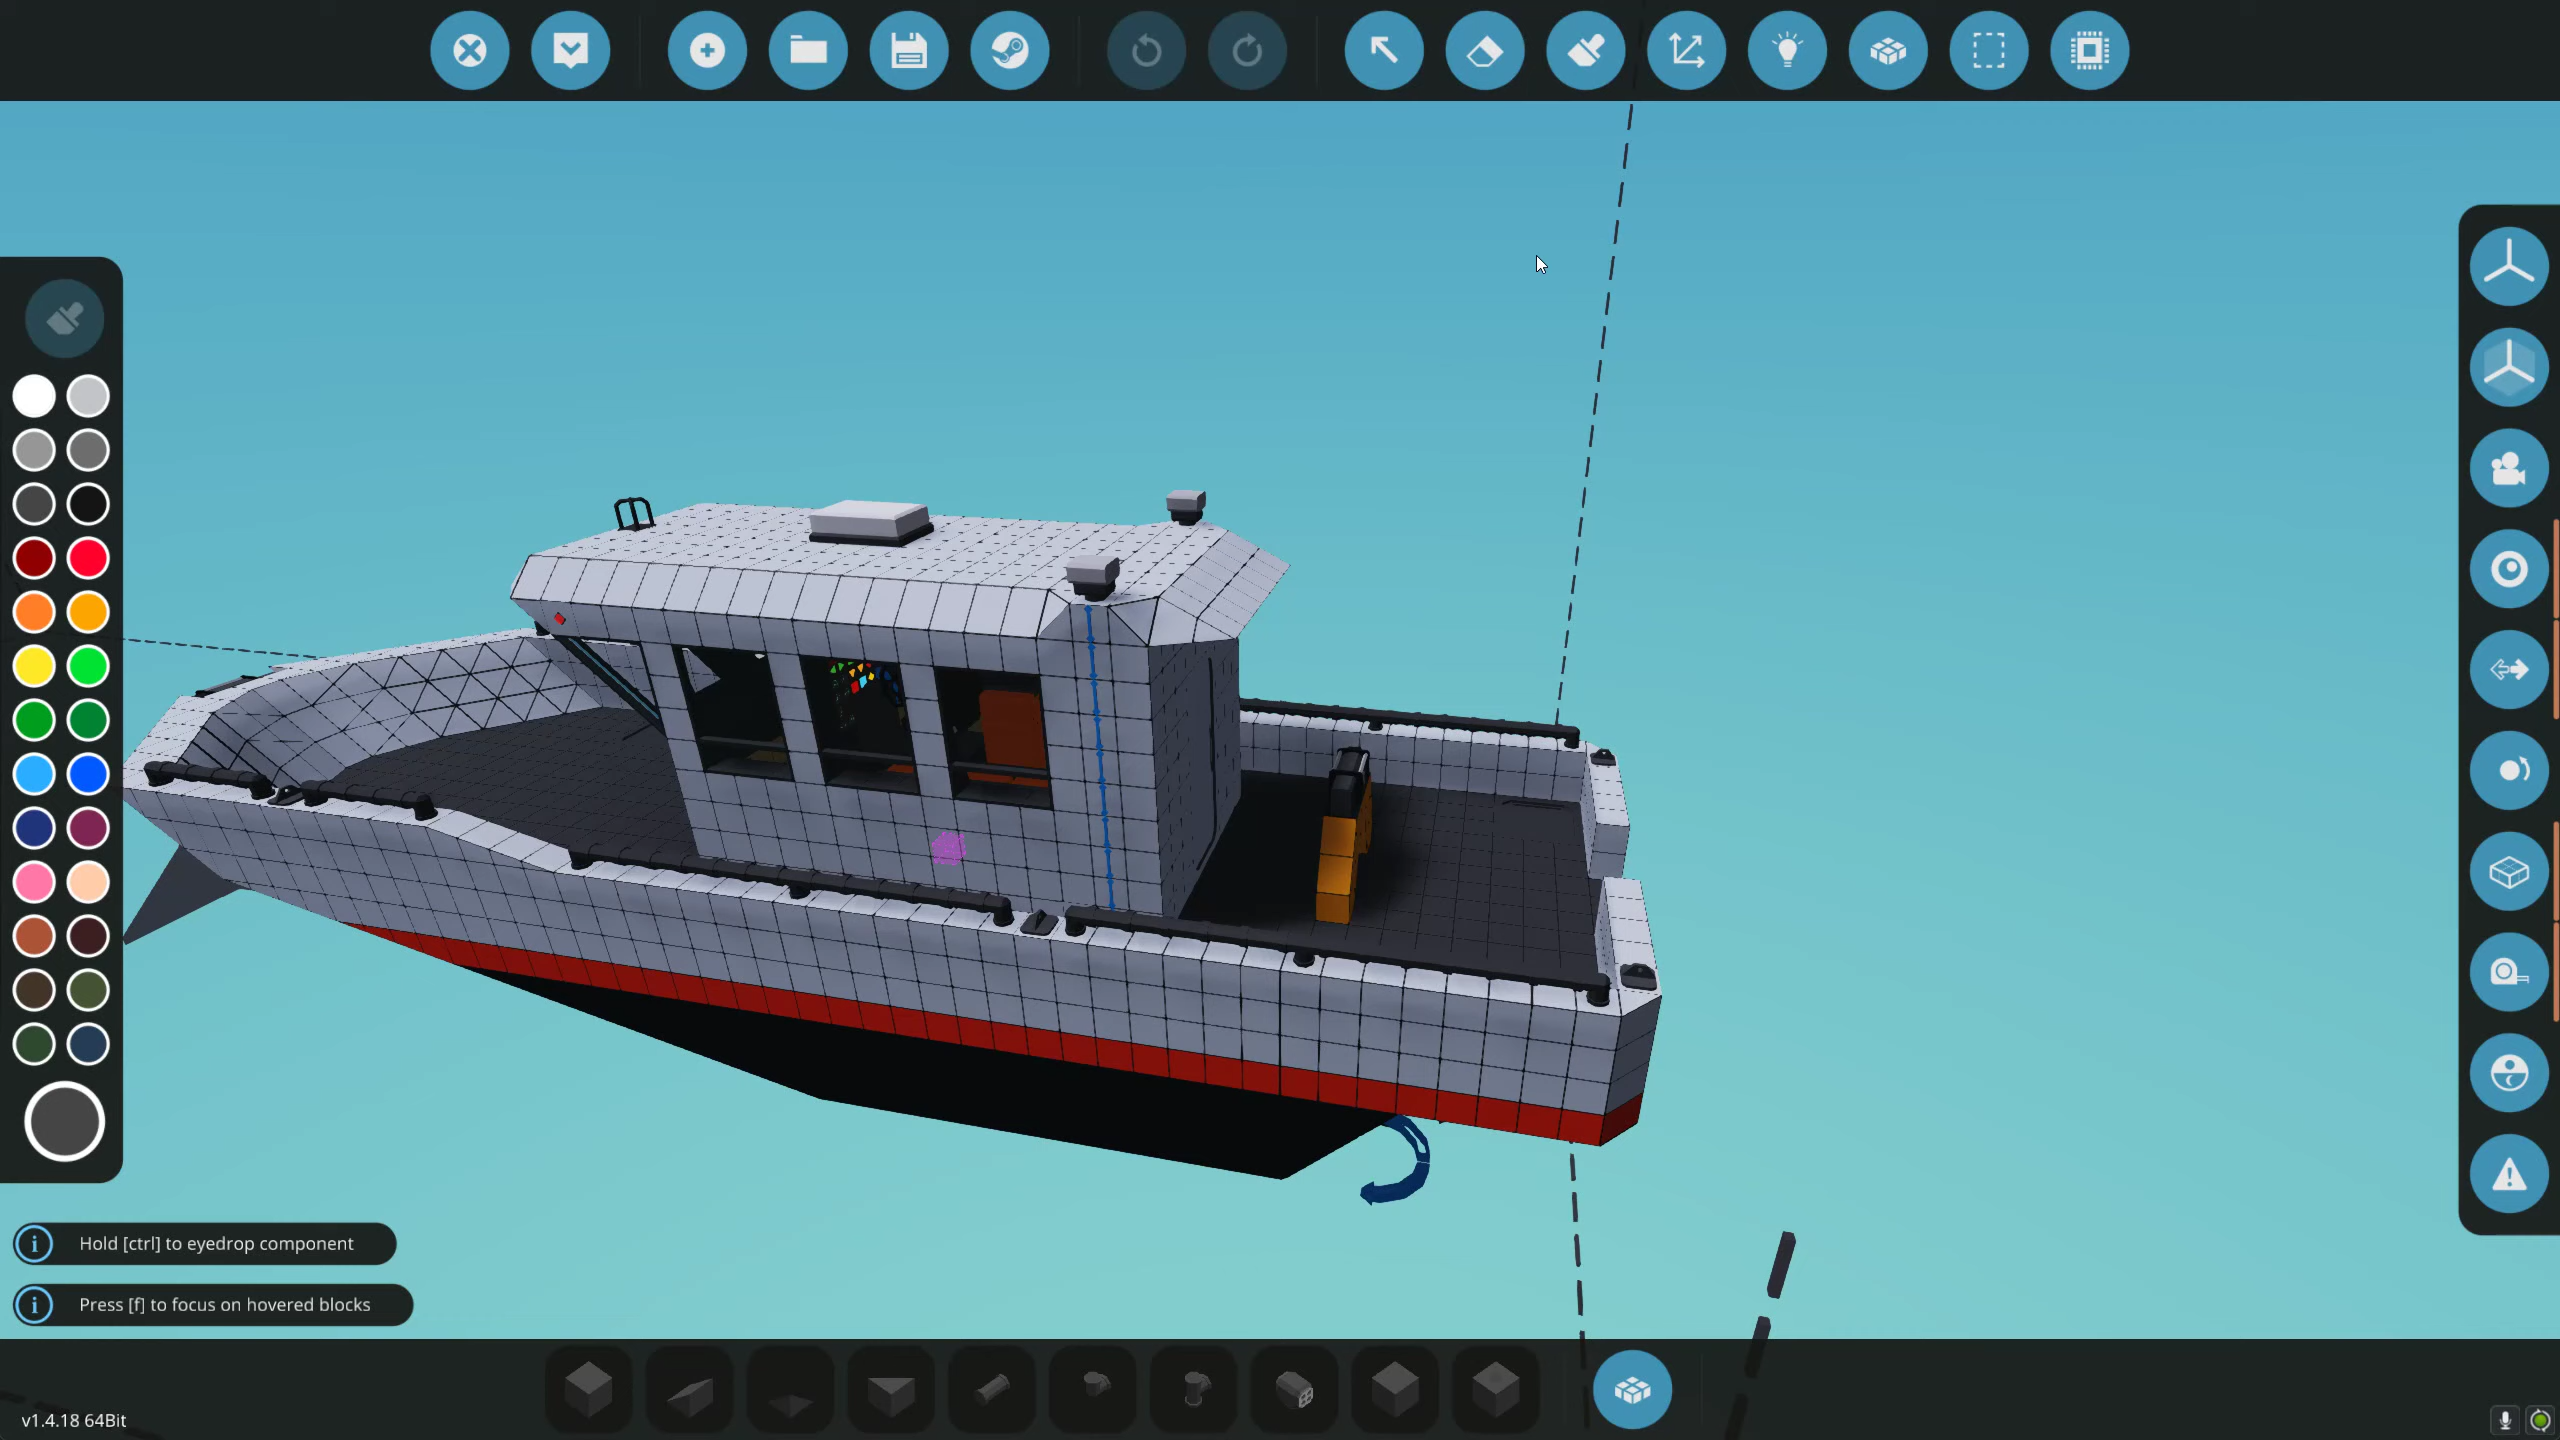 Hold [ctrl] to eyedrop component
Press [f] to focus on hovered blocks
v1.4.18 64Bit